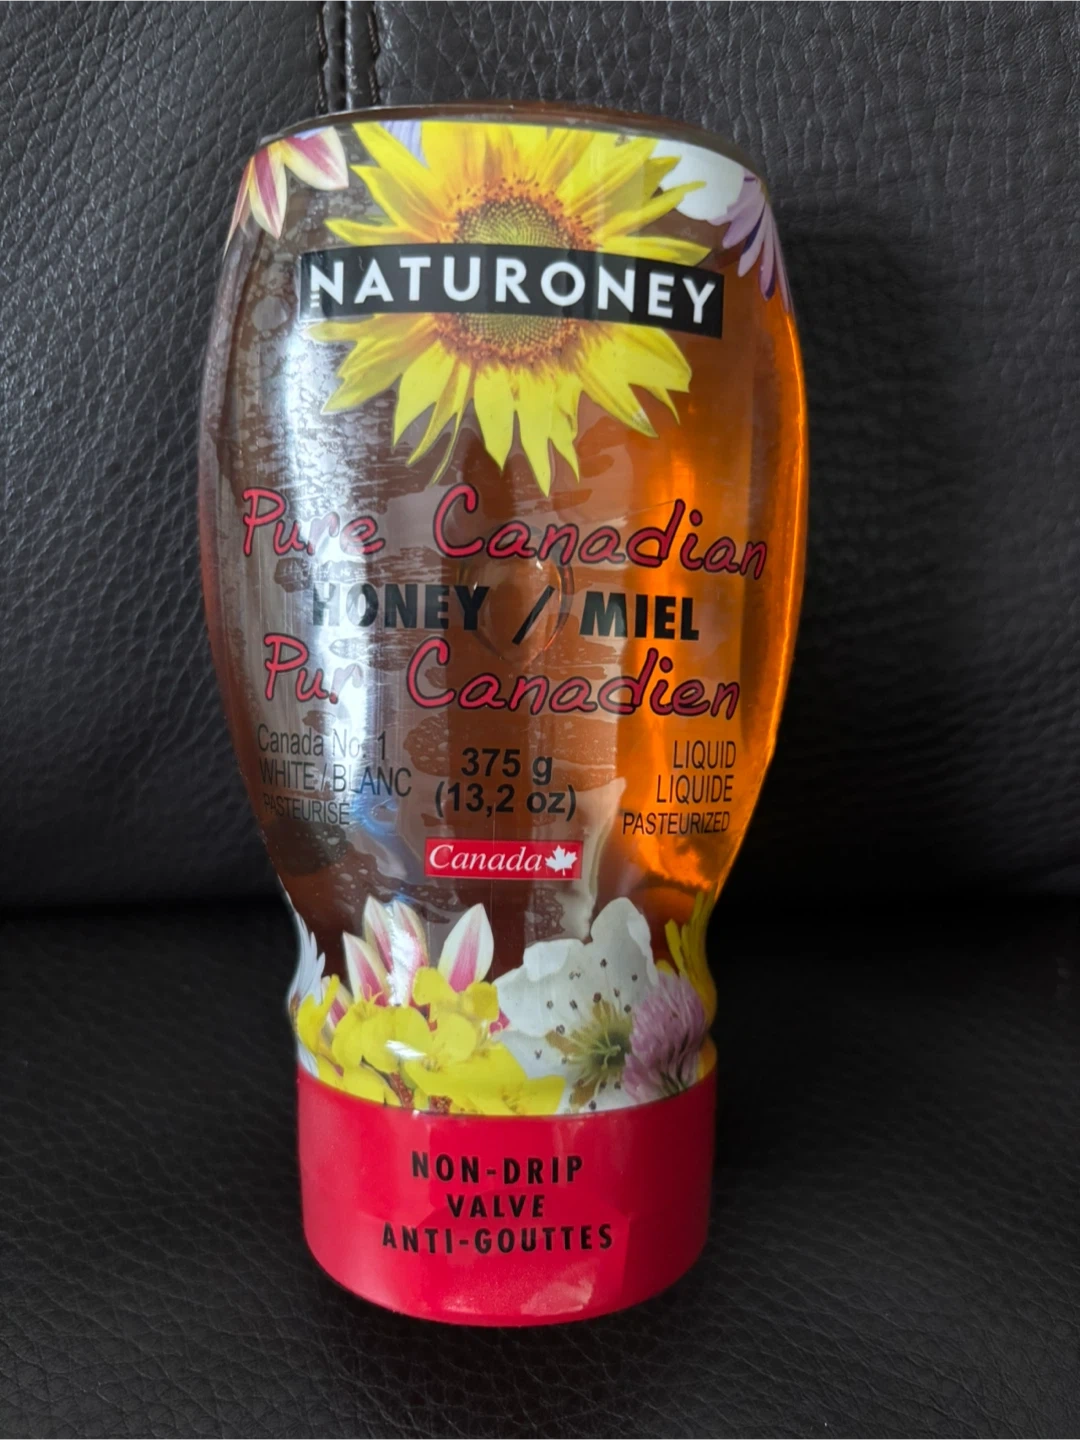 NATURONEY
Pure Canadian
HONEY / MIEL
Pur Canadien
Canada No. 1
WHITE / BLANC
PASTEURISÉ
375 g
(13,2 oz)
LIQUID
LIQUIDE
PASTEURIZED
Canada
NON-DRIP
VALVE
ANTI-GOUTTES